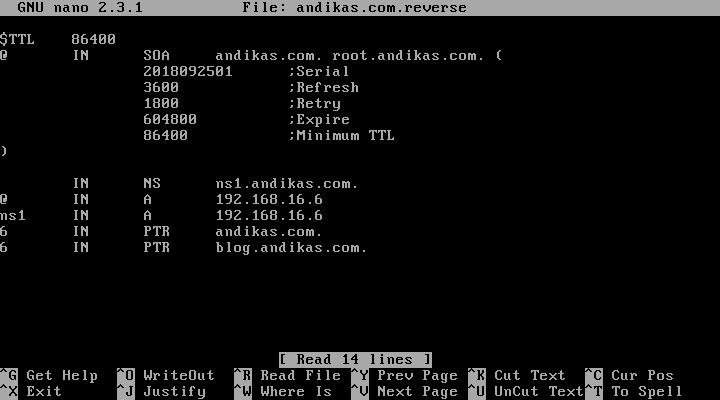 GNU nano 2.3.1 File: andikas.com.reverse
$TTL 86400
@ IN SOA andikas.com. root.andikas.com. (
2018092501 ;Serial
3600 ;Refresh
1800 ;Retry
604800 ;Expire
86400 ;Minimum TTL
)
IN NS ns1.andikas.com.
@ IN A 192.168.16.6
ns1 IN A 192.168.16.6
6 IN PTR andikas.com.
6 IN PTR blog.andikas.com.
[ Read 14 lines ]
^G Get Help ^O WriteOut ^R Read File ^Y Prev Page ^K Cut Text ^C Cur Pos
^X Exit ^J Justify ^W Where Is ^V Next Page ^U UnCut Text ^T To Spell